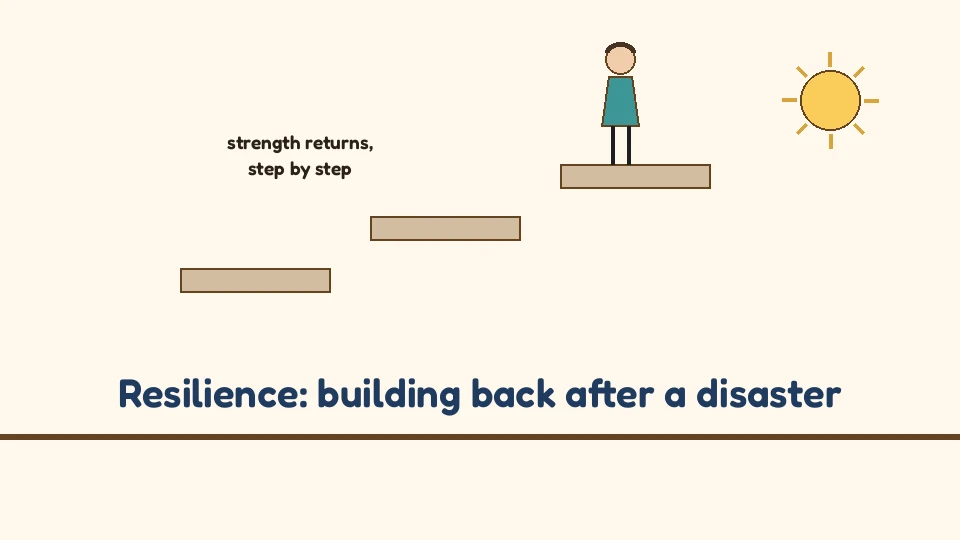 strength returns,
step by step
Resilience: building back after a disaster